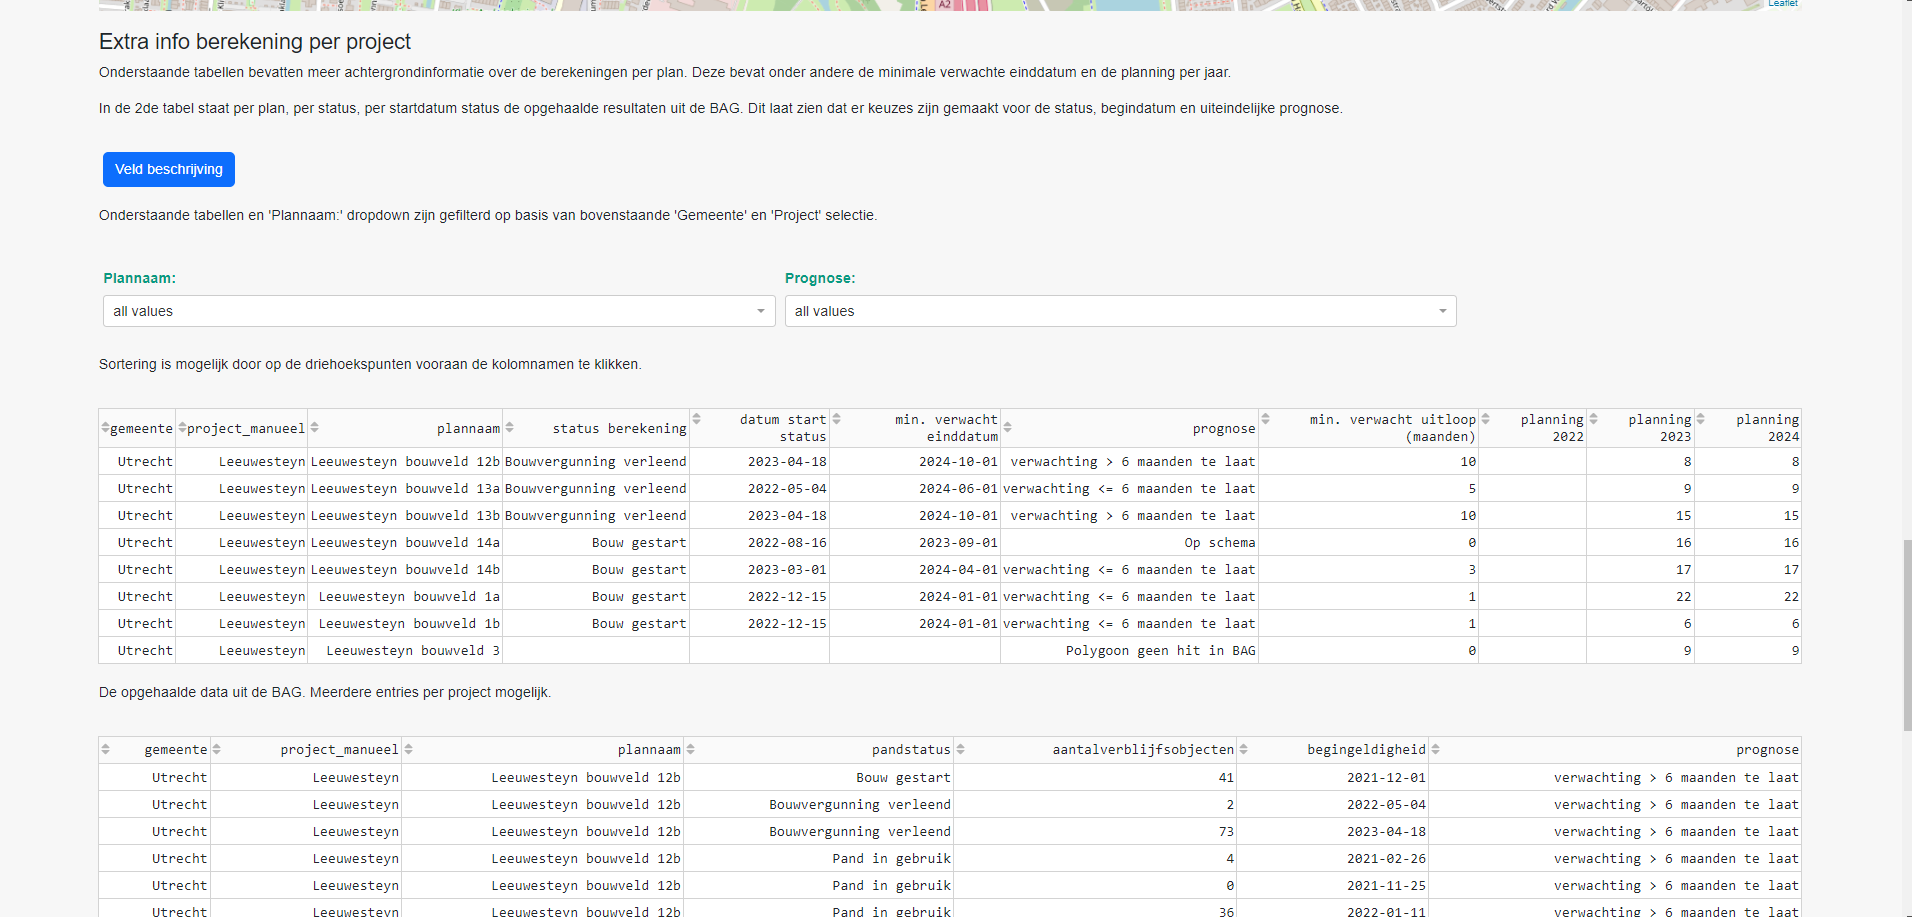 A2
Leaflet
Extra info berekening per project
Onderstaande tabellen bevatten meer achtergrondinformatie over de berekeningen per plan. Deze bevat onder andere de minimale verwachte einddatum en de planning per jaar.
In de 2de tabel staat per plan, per status, per startdatum status de opgehaalde resultaten uit de BAG. Dit laat zien dat er keuzes zijn gemaakt voor de status, begindatum en uiteindelijke prognose.
Veld beschrijving
Onderstaande tabellen en 'Plannaam:' dropdown zijn gefilterd op basis van bovenstaande 'Gemeente' en 'Project' selectie.
Plannaam: Prognose:
all values all values
Sortering is mogelijk door op de driehoekspunten vooraan de kolomnamen te klikken.
gemeente project_manueel plannaam status berekening datum start status min. verwacht einddatum prognose min. verwacht uitloop (maanden) planning 2022 planning 2023 planning 2024
Utrecht Leeuwesteyn Leeuwesteyn bouwveld 12b Bouwvergunning verleend 2023-04-18 2024-10-01 verwachting > 6 maanden te laat 10 8 8
Utrecht Leeuwesteyn Leeuwesteyn bouwveld 13a Bouwvergunning verleend 2022-05-04 2024-06-01 verwachting <= 6 maanden te laat 5 9 9
Utrecht Leeuwesteyn Leeuwesteyn bouwveld 13b Bouwvergunning verleend 2023-04-18 2024-10-01 verwachting > 6 maanden te laat 10 15 15
Utrecht Leeuwesteyn Leeuwesteyn bouwveld 14a Bouw gestart 2022-08-16 2023-09-01 Op schema 0 16 16
Utrecht Leeuwesteyn Leeuwesteyn bouwveld 14b Bouw gestart 2023-03-01 2024-04-01 verwachting <= 6 maanden te laat 3 17 17
Utrecht Leeuwesteyn Leeuwesteyn bouwveld 1a Bouw gestart 2022-12-15 2024-01-01 verwachting <= 6 maanden te laat 1 22 22
Utrecht Leeuwesteyn Leeuwesteyn bouwveld 1b Bouw gestart 2022-12-15 2024-01-01 verwachting <= 6 maanden te laat 1 6 6
Utrecht Leeuwesteyn Leeuwesteyn bouwveld 3 Polygoon geen hit in BAG 0 9 9
De opgehaalde data uit de BAG. Meerdere entries per project mogelijk.
gemeente project_manueel plannaam pandstatus aantalverblijfsobjecten begingeldigheid prognose
Utrecht Leeuwesteyn Leeuwesteyn bouwveld 12b Bouw gestart 41 2021-12-01 verwachting > 6 maanden te laat
Utrecht Leeuwesteyn Leeuwesteyn bouwveld 12b Bouwvergunning verleend 2 2022-05-04 verwachting > 6 maanden te laat
Utrecht Leeuwesteyn Leeuwesteyn bouwveld 12b Bouwvergunning verleend 73 2023-04-18 verwachting > 6 maanden te laat
Utrecht Leeuwesteyn Leeuwesteyn bouwveld 12b Pand in gebruik 4 2021-02-26 verwachting > 6 maanden te laat
Utrecht Leeuwesteyn Leeuwesteyn bouwveld 12b Pand in gebruik 0 2021-11-25 verwachting > 6 maanden te laat
Utrecht Leeuwesteyn Leeuwesteyn bouwveld 12b Pand in gebruik 36 2022-01-11 verwachting > 6 maanden te laat